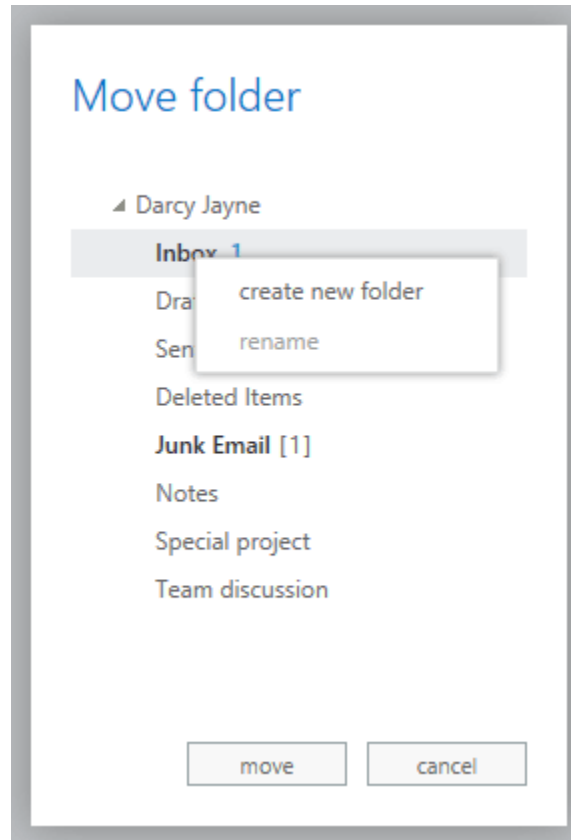 Move folder
Darcy Jayne
Inbox 1
create new folder
rename
Deleted Items
Junk Email [1]
Notes
Special project
Team discussion
move cancel